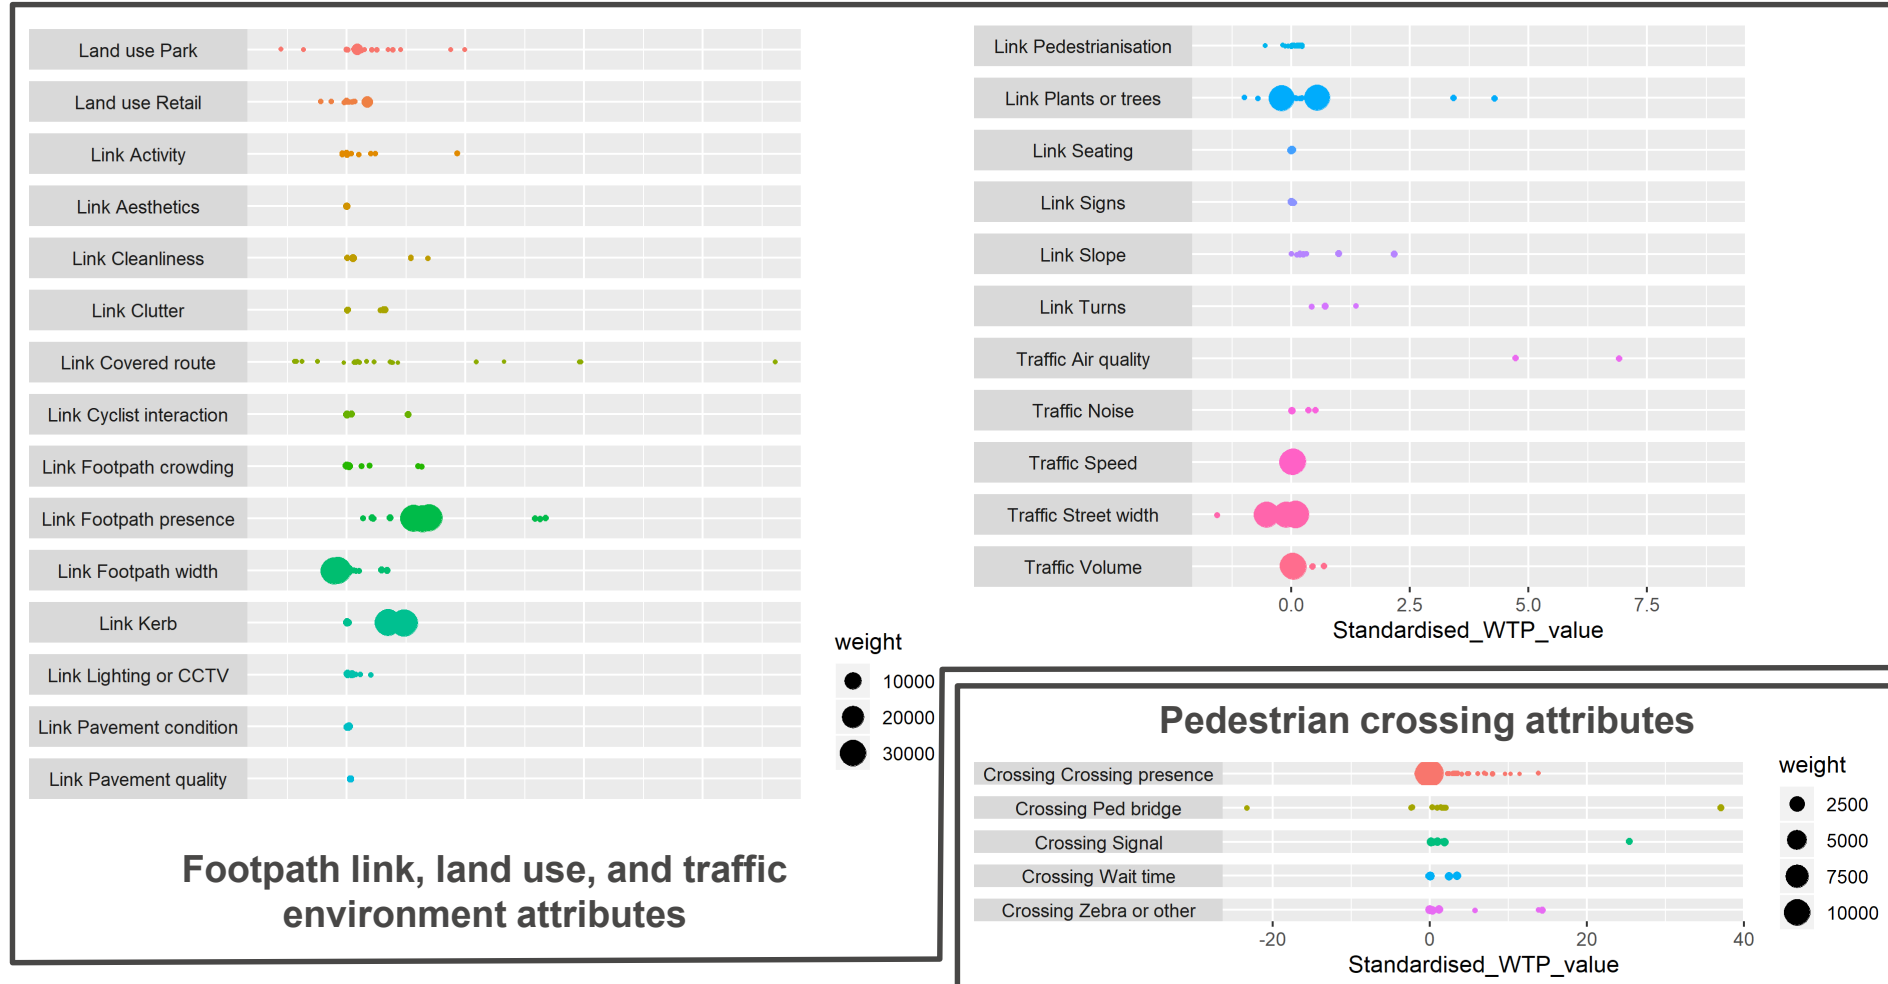 Land use Park
Land use Retail
Link Activity
Link Aesthetics
Link Cleanliness
Link Clutter
Link Covered route
Link Cyclist interaction
Link Footpath crowding
Link Footpath presence
Link Footpath width
Link Kerb
Link Lighting or CCTV
Link Pavement condition
Link Pavement quality
weight
10000
20000
30000
Footpath link, land use, and traffic
environment attributes
Link Pedestrianisation
Link Plants or trees
Link Seating
Link Signs
Link Slope
Link Turns
Traffic Air quality
Traffic Noise
Traffic Speed
Traffic Street width
Traffic Volume
0.0 2.5 5.0 7.5
Standardised_WTP_value
Pedestrian crossing attributes
Crossing Crossing presence
Crossing Ped bridge
Crossing Signal
Crossing Wait time
Crossing Zebra or other
-20 0 20 40
Standardised_WTP_value
weight
2500
5000
7500
10000